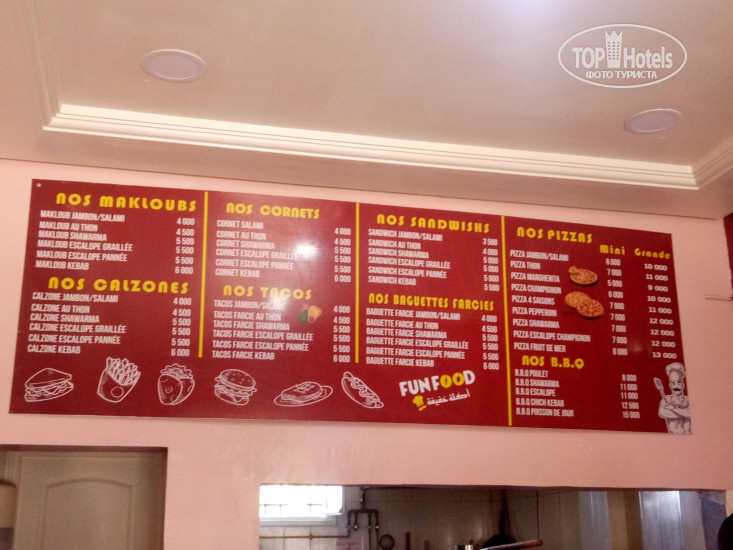 TOP Hotels
ФОТО ТУРИСТА
NOS MAKLOUBS
MAKLOUB JAMBON/SALAMI 4 000
MAKLOUB AU THON 4 000
MAKLOUB SHAWARMA 5 500
MAKLOUB ESCALOPE GRAILLÉE 5 500
MAKLOUB ESCALOPE PANNÉE 5 500
MAKLOUB KEBAB 6 000
NOS CALZONES
CALZONE JAMBON/SALAMI 4 000
CALZONE AU THON 4 000
CALZONE SHAWARMA 5 500
CALZONE ESCALOPE GRAILLÉE 5 500
CALZONE ESCALOPE PANNÉE 5 500
CALZONE KEBAB 6 000
NOS CORNETS
CORNET SALAMI 4 000
CORNET AU THON 4 000
CORNET SHAWARMA 5 500
CORNET ESCALOPE GRAILLÉE 5 500
CORNET ESCALOPE PANNEE 5 500
CORNET KEBAB 6 000
NOS TACOS
TACOS JAMBON/SALAMI
TACOS FARCIE AU THON
TACOS FARCIE SHAWARMA 5 500
TACOS FARCIE ESCALOPE GRAILLÉE 5 500
TACOS FARCIE ESCALOPE PANNÉE 5 500
TACOS FARCIE KEBAB 6 000
NOS SANDWISHS
SANDWICH JAMBON/SALAMI 3 500
SANDWICH AU THON 4 000
SANDWICH SHAWARMA 4 000
SANDWICH ESCALOPE GRAILLÉE 5 000
SANDWICH ESCALOPE PANNÉE 5 000
SANDWICH KEBAB 5 500
NOS BAGUETTES FARCIES
BAGUETTE FARCIE JAMBON/SALAMI 4 000
BAGUETTE FARCIE AU THON 4 000
BAGUETTE FARCIE SHAWARMA 5 500
BAGUETTE FARCIE ESCALOPE GRAILLÉE 5 500
BAGUETTE FARCIE ESCALOPE PANNÉE 5 500
BAGUETTE FARCIE KEBAB 6 000
FUN FOOD
أكلة خفيفة
NOS PIZZAS Mini Grande
PIZZA JAMBON/SALAMI 6 000 10 000
PIZZA THON 7 000 11 000
PIZZA MARGHERITA 5 000 9 000
PIZZA CHAMPIGNON 6 000 10 000
PIZZA 4 SAISONS 7 000 11 000
PIZZA PEPPERONI 7 000 12 000
PIZZA SHAWARMA 7 000 12 000
PIZZA ESCALOPE CHAMPIGNON 7 000 12 000
PIZZA FRUIT DE MER 8 000 13 000
NOS B.B.Q
B.B.Q POULET 9 000
B.B.Q SHAWARMA 11 000
B.B.Q ESCALOPE 11 000
B.B.Q CHICH KEBAB 12 500
B.B.Q POISSON DE JOUR 15 000